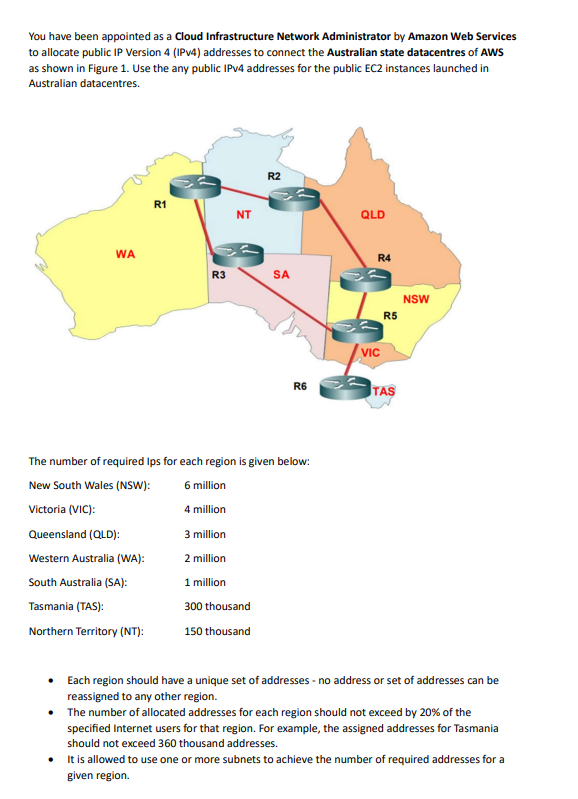 You have been appointed as a Cloud Infrastructure Network Administrator by Amazon Web Services
to allocate public IP Version 4 (IPv4) addresses to connect the Australian state datacentres of AWS
as shown in Figure 1. Use the any public IPv4 addresses for the public EC2 instances launched in
Australian datacentres.
R2
R1
NT
QLD
WA
R4
R3
SA
NSW
R5
VIC
R6
TAS
The number of required Ips for each region is given below:
New South Wales (NSW): 6 million
Victoria (VIC): 4 million
Queensland (QLD): 3 million
Western Australia (WA): 2 million
South Australia (SA): 1 million
Tasmania (TAS): 300 thousand
Northern Territory (NT): 150 thousand
• Each region should have a unique set of addresses - no address or set of addresses can be
reassigned to any other region.
• The number of allocated addresses for each region should not exceed by 20% of the
specified Internet users for that region. For example, the assigned addresses for Tasmania
should not exceed 360 thousand addresses.
• It is allowed to use one or more subnets to achieve the number of required addresses for a
given region.